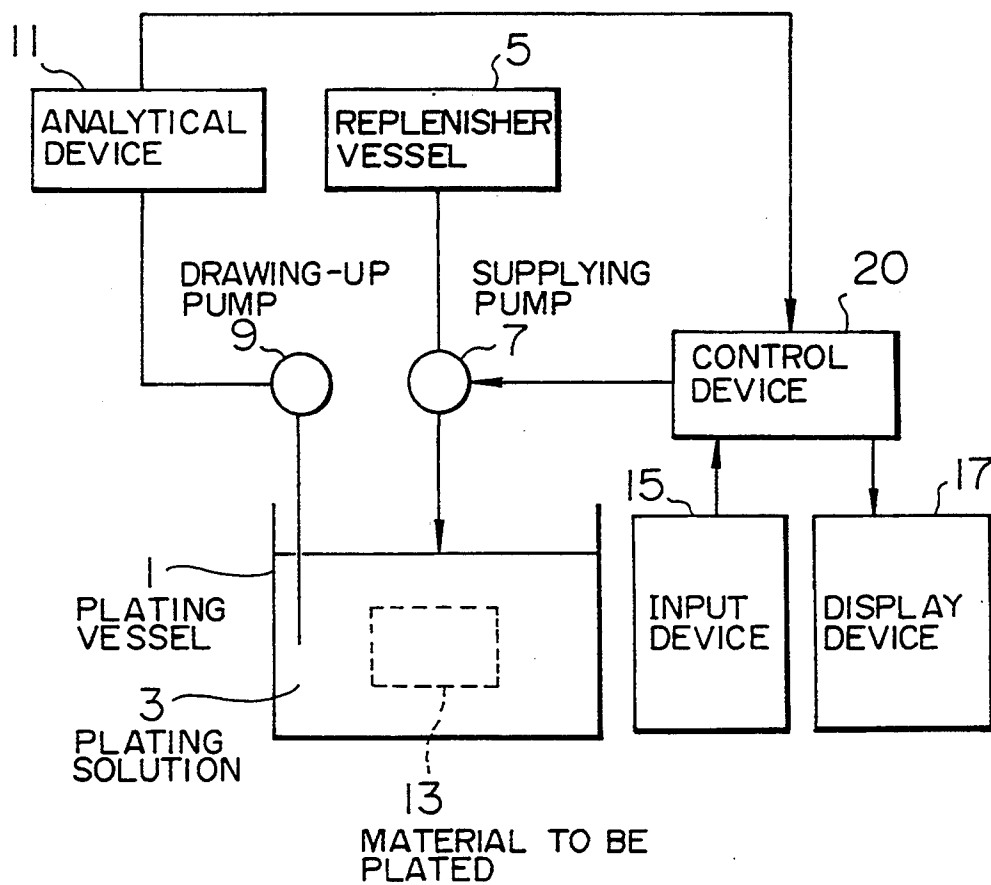 11
ANALYTICAL
DEVICE
5
REPLENISHER
VESSEL
DRAWING-UP
PUMP
9
SUPPLYING
PUMP
7
20
CONTROL
DEVICE
15
INPUT
DEVICE
17
DISPLAY
DEVICE
1
PLATING
VESSEL
3
PLATING
SOLUTION
13
MATERIAL TO BE
PLATED